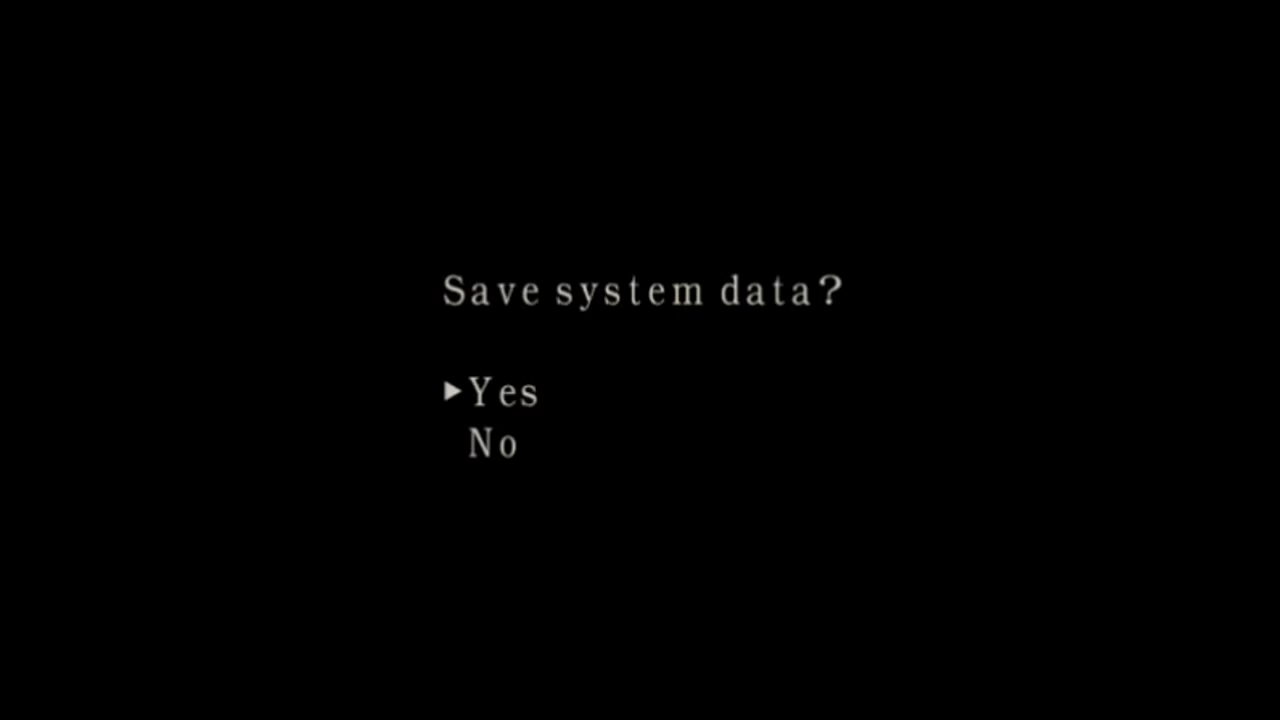 Save system data?
▶Yes
No